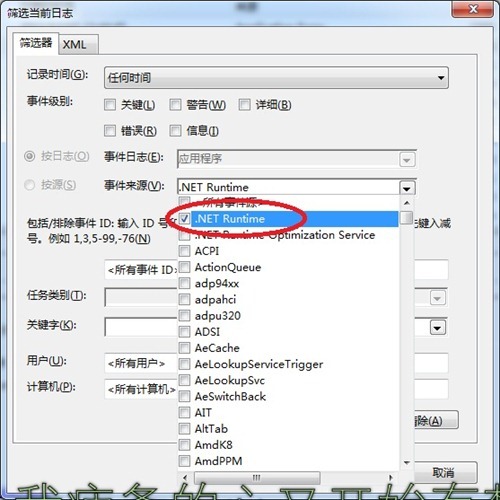 筛选当前日志
筛选器 XML
记录时间(G): 任何时间
事件级别: 关键(L) 警告(W) 详细(B)
错误(R) 信息(I)
按日志(O) 事件日志(E): 应用程序
按源(S) 事件来源(V): .NET Runtime
<所有事件源>
.NET Runtime
包括/排除事件 ID: 输入 ID 号
先键入减
.NET Runtime Optimization Service
号。例如 1,3,5-99,-76(N)
ACPI
<所有事件 ID>
ActionQueue
adp94xx
任务类别(T):
adpahci
adpu320
关键字(K):
ADSI
AeCache
用户(U): <所有用户>
AeLookupServiceTrigger
AeLookupSvc
计算机(P): <所有计算机>
AeSwitchBack
AIT
除(A)
AltTab
AmdK8
AmdPPM
取消